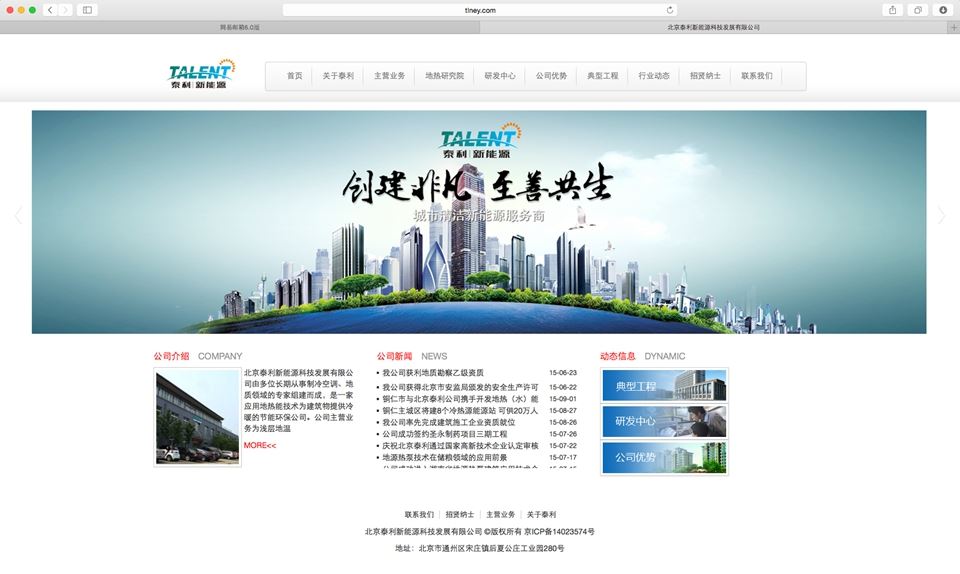 tiney.com
网易邮箱6.0版
北京泰利新能源科技发展有限公司
TALENT
泰利 新能源
首页
关于泰利
主营业务
地热研究院
研发中心
公司优势
典型工程
行业动态
招贤纳士
联系我们
TALENT
泰利 新能源
创建非凡 至善共生
城市清洁新能源服务商
公司介绍 COMPANY
北京泰利新能源科技发展有限公
司由多位长期从事制冷空调、地
质领域的专家组建而成，是一家
应用地热能技术为建筑物提供冷
暖的节能环保公司。公司主营业
务为浅层地温
MORE<<
公司新闻 NEWS
我公司获利地质勘察乙级资质 15-06-23
我公司获得北京市安监局颁发的安全生产许可 15-06-22
铜仁市与北京泰利公司携手开发地热（水）能 15-09-01
铜仁主城区将建8个冷热源能源站 可供20万人 15-08-27
我公司率先完成建筑施工企业资质就位 15-08-26
公司成功签约圣永制药项目三期工程 15-07-26
庆祝北京泰利通过国家高新技术企业认定审核 15-07-22
地源热泵技术在储粮领域的应用前景 15-07-17
动态信息 DYNAMIC
典型工程
研发中心
公司优势
联系我们 招贤纳士 主营业务 关于泰利
北京泰利新能源科技发展有限公司 ©版权所有 京ICP备14023574号
地址：北京市通州区宋庄镇后夏公庄工业园280号